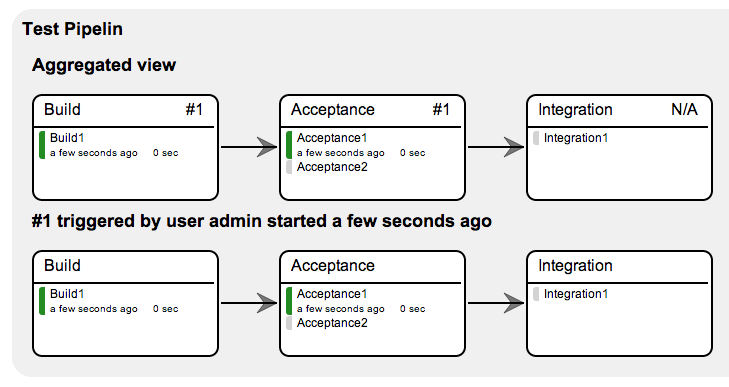 Test Pipelin
Aggregated view
Build #1
Build1
a few seconds ago 0 sec
Acceptance #1
Acceptance1
a few seconds ago 0 sec
Acceptance2
Integration N/A
Integration1
#1 triggered by user admin started a few seconds ago
Build
Build1
a few seconds ago 0 sec
Acceptance
Acceptance1
a few seconds ago 0 sec
Acceptance2
Integration
Integration1